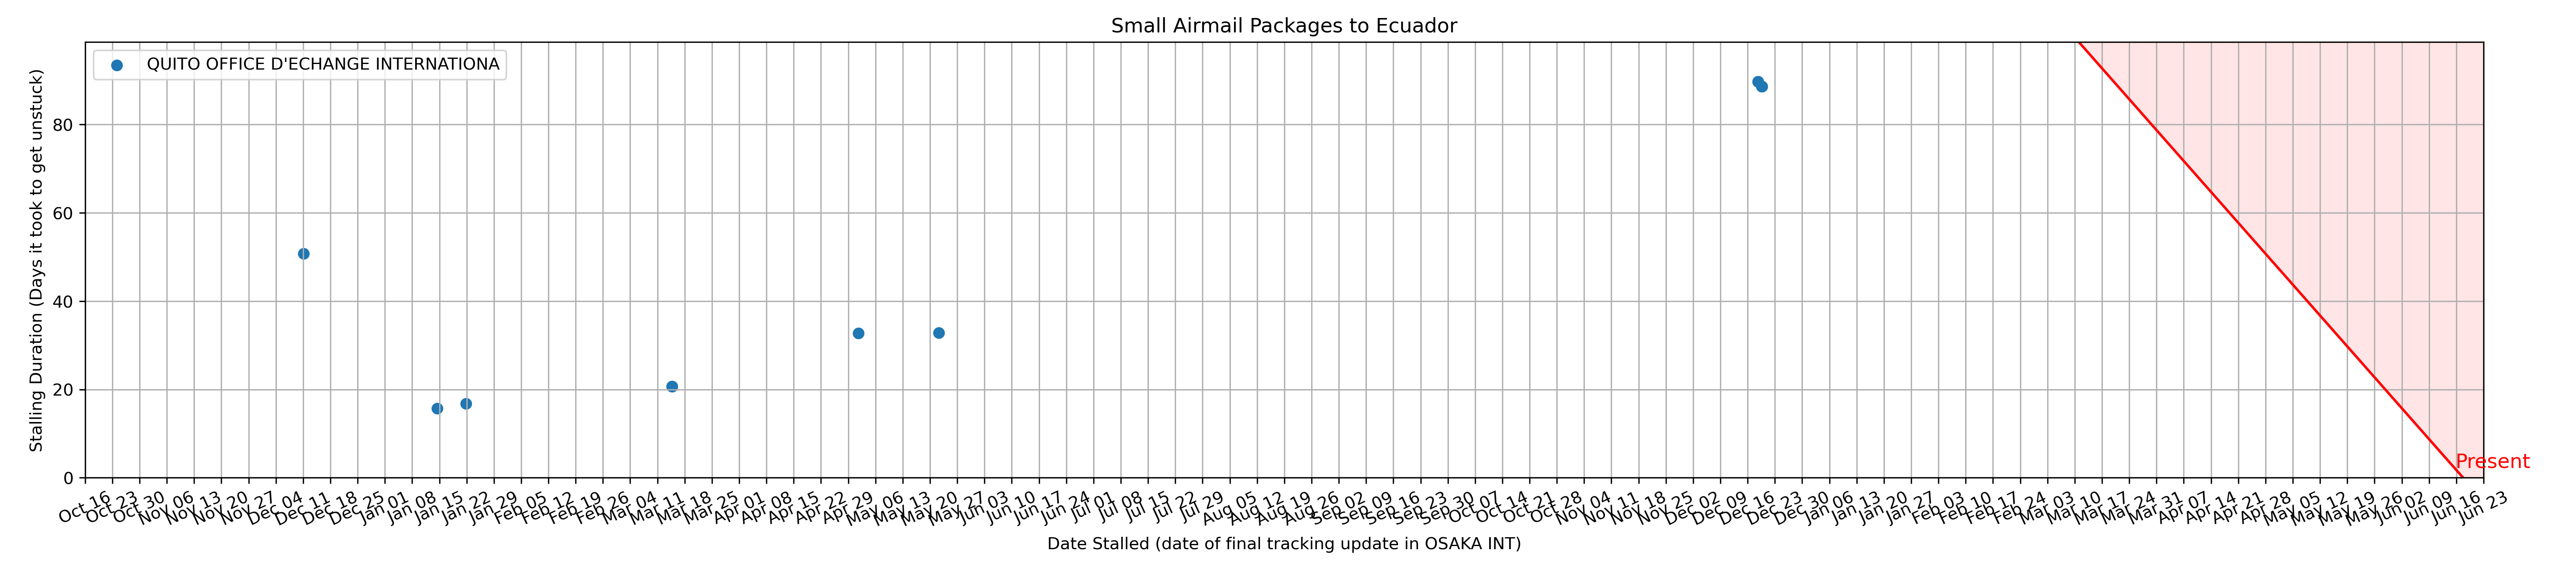 Small Airmail Packages to Ecuador
QUITO OFFICE D'ECHANGE INTERNATIONA
Stalling Duration (Days it took to get unstuck)
80
60
40
20
0
Present
Oct 16
Oct 23
Oct 30
Nov 06
Nov 13
Nov 20
Nov 27
Dec 04
Dec 11
Dec 18
Dec 25
Jan 01
Jan 08
Jan 15
Jan 22
Jan 29
Feb 05
Feb 12
Feb 19
Feb 26
Mar 04
Mar 11
Mar 18
Mar 25
Apr 01
Apr 08
Apr 15
Apr 22
Apr 29
May 06
May 13
May 20
May 27
Jun 03
Jun 10
Jun 17
Jun 24
Jul 01
Jul 08
Jul 15
Jul 22
Jul 29
Aug 05
Aug 12
Aug 19
Aug 26
Sep 02
Sep 09
Sep 16
Sep 23
Sep 30
Oct 07
Oct 14
Oct 21
Oct 28
Nov 04
Nov 11
Nov 18
Nov 25
Dec 02
Dec 09
Dec 16
Dec 23
Dec 30
Jan 06
Jan 13
Jan 20
Jan 27
Feb 03
Feb 10
Feb 17
Feb 24
Mar 03
Mar 10
Mar 17
Mar 24
Mar 31
Apr 07
Apr 14
Apr 21
Apr 28
May 05
May 12
May 19
May 26
Jun 02
Jun 09
Jun 16
Jun 23
Date Stalled (date of final tracking update in OSAKA INT)